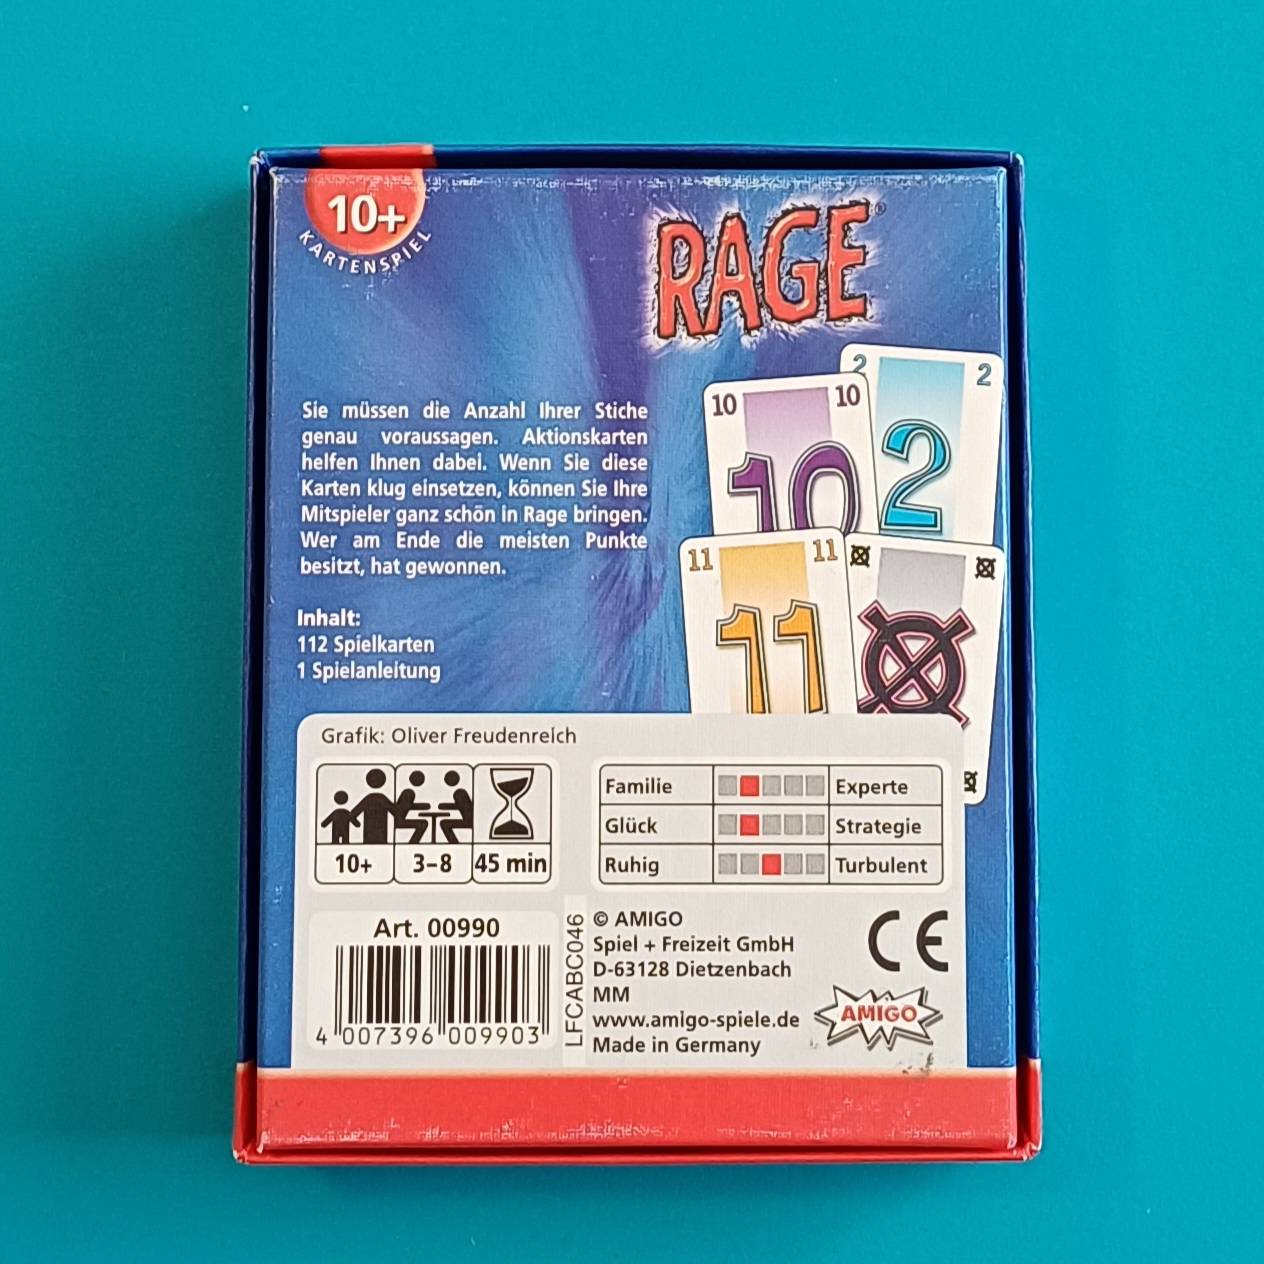 10+
KARTENSPIEL
RAGE®
Sie müssen die Anzahl Ihrer Stiche
genau voraussagen. Aktionskarten
helfen Ihnen dabei. Wenn Sie diese
Karten klug einsetzen, können Sie Ihre
Mitspieler ganz schön in Rage bringen.
Wer am Ende die meisten Punkte
besitzt, hat gewonnen.
Inhalt:
112 Spielkarten
1 Spielanleitung
2 2
2
10 10
10
11 11
11
Grafik: Oliver Freudenreich
10+ 3–8 45 min
Familie Experte
Glück Strategie
Ruhig Turbulent
Art. 00990
4 007396 009903
LFCABC046
© AMIGO
Spiel + Freizeit GmbH
D-63128 Dietzenbach
MM
www.amigo-spiele.de
Made in Germany
CE
AMIGO